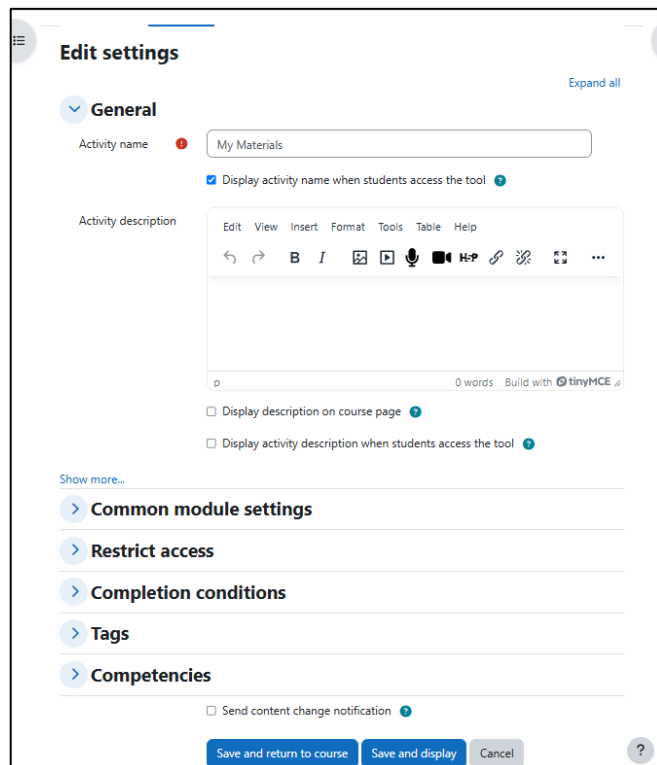 Edit settings
Expand all
General
Activity name
My Materials
Display activity name when students access the tool
Activity description
Edit View Insert Format Tools Table Help
B I H-P
p 0 words Build with tinyMCE
Display description on course page
Display activity description when students access the tool
Show more...
Common module settings
Restrict access
Completion conditions
Tags
Competencies
Send content change notification
Save and return to course Save and display Cancel
?